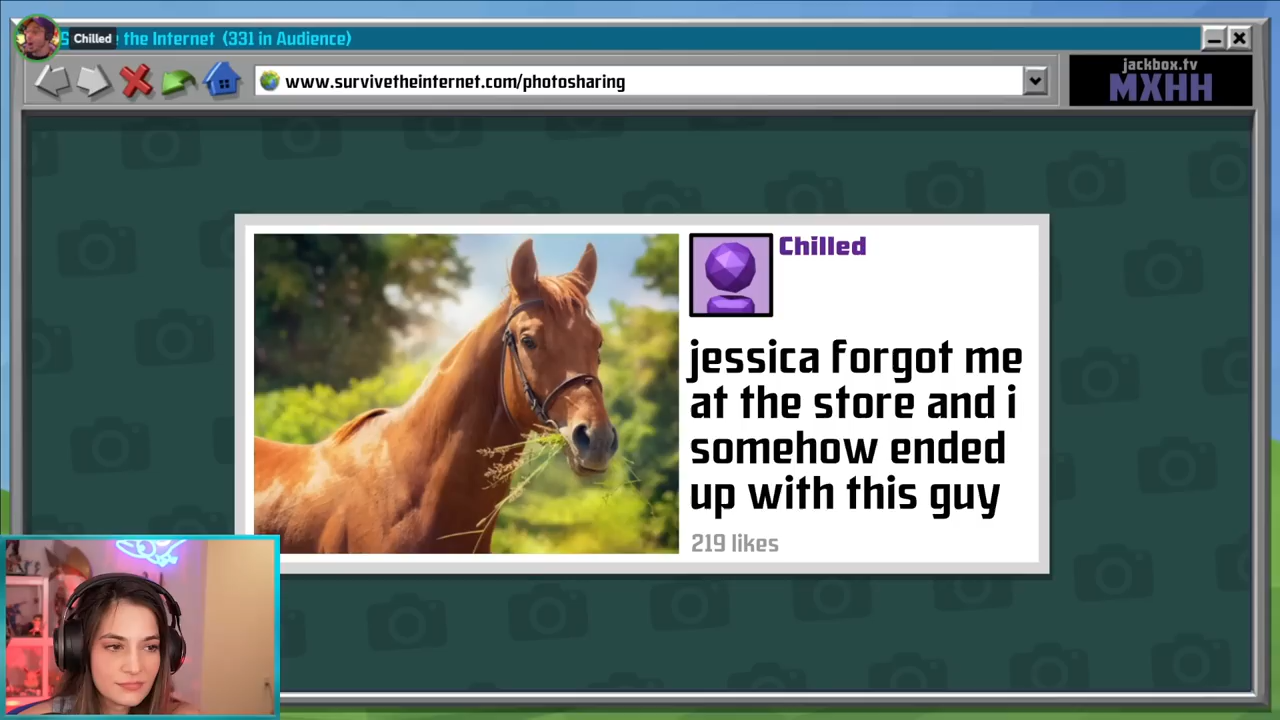 Chilled
the Internet (331 in Audience)
www.survivetheinternet.com/photosharing
jackbox.tv
MXHH
Chilled
jessica forgot me
at the store and i
somehow ended
up with this guy
219 likes